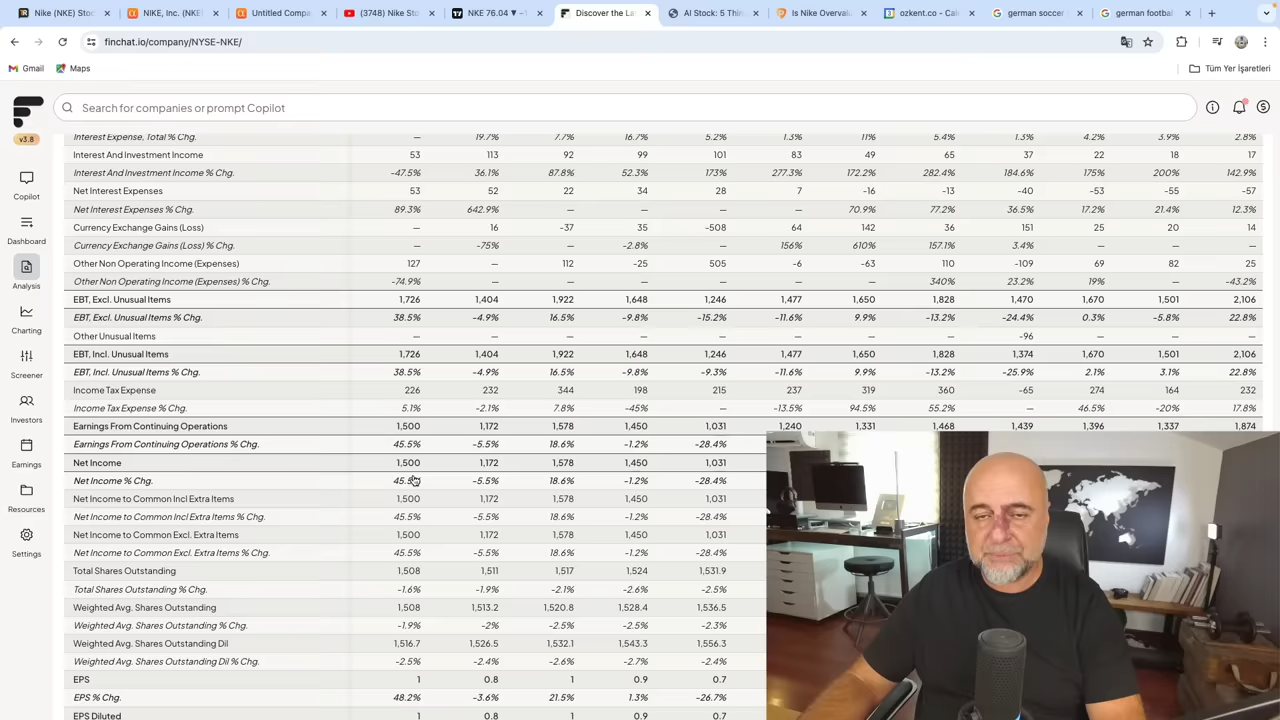 Nike (NKE) Stoc
NIKE, Inc. (NKE
Untitled Compa
(3748) Nike Sto
NKE 76.04 ▼ −1
Discover the La
AI Stock: 5 Thin
Is Nike Overvalu
ozkent.co - Cale
german soccer
german footbal
finchat.io/company/NYSE-NKE/
Gmail
Maps
Tüm Yer İşaretleri
Search for companies or prompt Copilot
v3.8
Copilot
Dashboard
Analysis
Charting
Screener
Investors
Earnings
Resources
Settings
Interest Expense, Total % Chg. — 19.7% 7.7% 16.7% 5.2% 1.3% 11% 5.4% 1.3% 4.2% 3.9% 2.8%
Interest And Investment Income 53 113 92 99 101 83 49 65 37 22 18 17
Interest And Investment Income % Chg. -47.5% 36.1% 87.8% 52.3% 173% 277.3% 172.2% 282.4% 184.6% 175% 200% 142.9%
Net Interest Expenses 53 52 22 34 28 7 -16 -13 -40 -53 -55 -57
Net Interest Expenses % Chg. 89.3% 642.9% — — — — 70.9% 77.2% 36.5% 17.2% 21.4% 12.3%
Currency Exchange Gains (Loss) — 16 -37 35 -508 64 142 36 151 25 20 14
Currency Exchange Gains (Loss) % Chg. — -75% — -2.8% — 156% 610% 157.1% 3.4% — — —
Other Non Operating Income (Expenses) 127 — 112 -25 505 -6 -63 110 -109 69 82 25
Other Non Operating Income (Expenses) % Chg. -74.9% — — — — — — 340% 23.2% 19% — -43.2%
EBT, Excl. Unusual Items 1,726 1,404 1,922 1,648 1,246 1,477 1,650 1,828 1,470 1,670 1,501 2,106
EBT, Excl. Unusual Items % Chg. 38.5% -4.9% 16.5% -9.8% -15.2% -11.6% 9.9% -13.2% -24.4% 0.3% -5.8% 22.8%
Other Unusual Items — — — — — — — — -96 — — —
EBT, Incl. Unusual Items 1,726 1,404 1,922 1,648 1,246 1,477 1,650 1,828 1,374 1,670 1,501 2,106
EBT, Incl. Unusual Items % Chg. 38.5% -4.9% 16.5% -9.8% -9.3% -11.6% 9.9% -13.2% -25.9% 2.1% 3.1% 22.8%
Income Tax Expense 226 232 344 198 215 237 319 360 -65 274 164 232
Income Tax Expense % Chg. 5.1% -2.1% 7.8% -45% — -13.5% 94.5% 55.2% — 46.5% -20% 17.8%
Earnings From Continuing Operations 1,500 1,172 1,578 1,450 1,031 1,240 1,331 1,468 1,439 1,396 1,337 1,874
Earnings From Continuing Operations % Chg. 45.5% -5.5% 18.6% -1.2% -28.4%
Net Income 1,500 1,172 1,578 1,450 1,031
Net Income % Chg. 45.5% -5.5% 18.6% -1.2% -28.4%
Net Income to Common Incl Extra Items 1,500 1,172 1,578 1,450 1,031
Net Income to Common Incl Extra Items % Chg. 45.5% -5.5% 18.6% -1.2% -28.4%
Net Income to Common Excl. Extra Items 1,500 1,172 1,578 1,450 1,031
Net Income to Common Excl. Extra Items % Chg. 45.5% -5.5% 18.6% -1.2% -28.4%
Total Shares Outstanding 1,508 1,511 1,517 1,524 1,531.9
Total Shares Outstanding % Chg. -1.6% -1.9% -2.1% -2.6% -2.5%
Weighted Avg. Shares Outstanding 1,508 1,513.2 1,520.8 1,528.4 1,536.5
Weighted Avg. Shares Outstanding % Chg. -1.9% -2% -2.5% -2.5% -2.3%
Weighted Avg. Shares Outstanding Dil 1,516.7 1,526.5 1,532.1 1,543.3 1,556.3
Weighted Avg. Shares Outstanding Dil % Chg. -2.5% -2.4% -2.6% -2.7% -2.4%
EPS 1 0.8 1 0.9 0.7
EPS % Chg. 48.2% -3.6% 21.5% 1.3% -26.7%
EPS Diluted 1 0.8 1 0.9 0.7